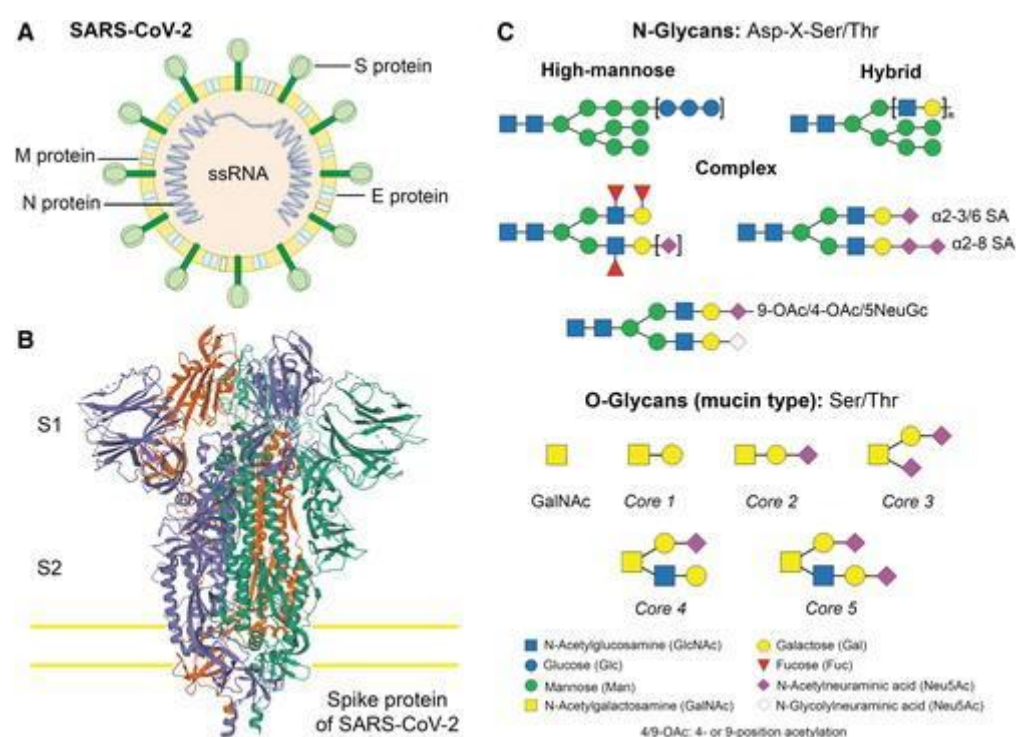 A SARS-CoV-2
S protein
M protein
ssRNA
N protein
E protein
B
S1
S2
Spike protein
of SARS-CoV-2
C N-Glycans: Asp-X-Ser/Thr
High-mannose
Hybrid
n
Complex
α2-3/6 SA
α2-8 SA
9-OAc/4-OAc/5NeuGc
O-Glycans (mucin type): Ser/Thr
GalNAc Core 1 Core 2 Core 3
Core 4 Core 5
N-Acetylglucosamine (GlcNAc)
Glucose (Glc)
Mannose (Man)
N-Acetylgalactosamine (GalNAc)
Galactose (Gal)
Fucose (Fuc)
N-Acetylneuraminic acid (Neu5Ac)
N-Glycolylneuraminic acid (Neu5Ac)
4/9-OAc: 4- or 9-position acetylation